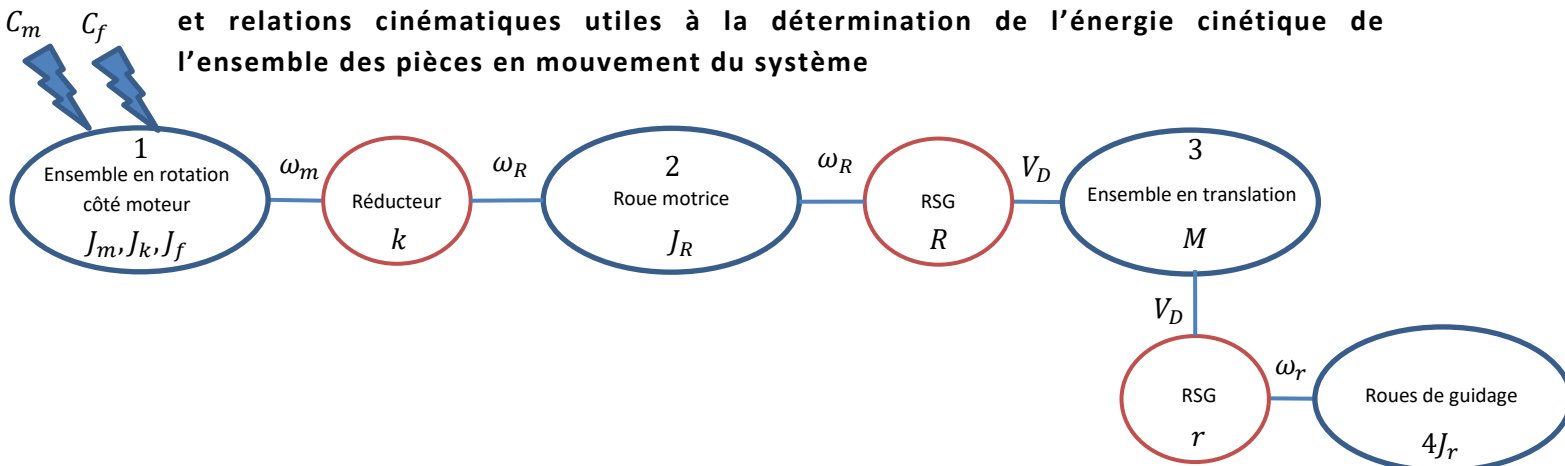 C_m C_f et relations cinématiques utiles à la détermination de l'énergie cinétique de
l'ensemble des pièces en mouvement du système
1
Ensemble en rotation
côté moteur
J_m, J_k, J_f
ω_m
Réducteur
k
ω_R
2
Roue motrice
J_R
ω_R
RSG
R
V_D
3
Ensemble en translation
M
V_D
RSG
r
ω_r
Roues de guidage
4J_r